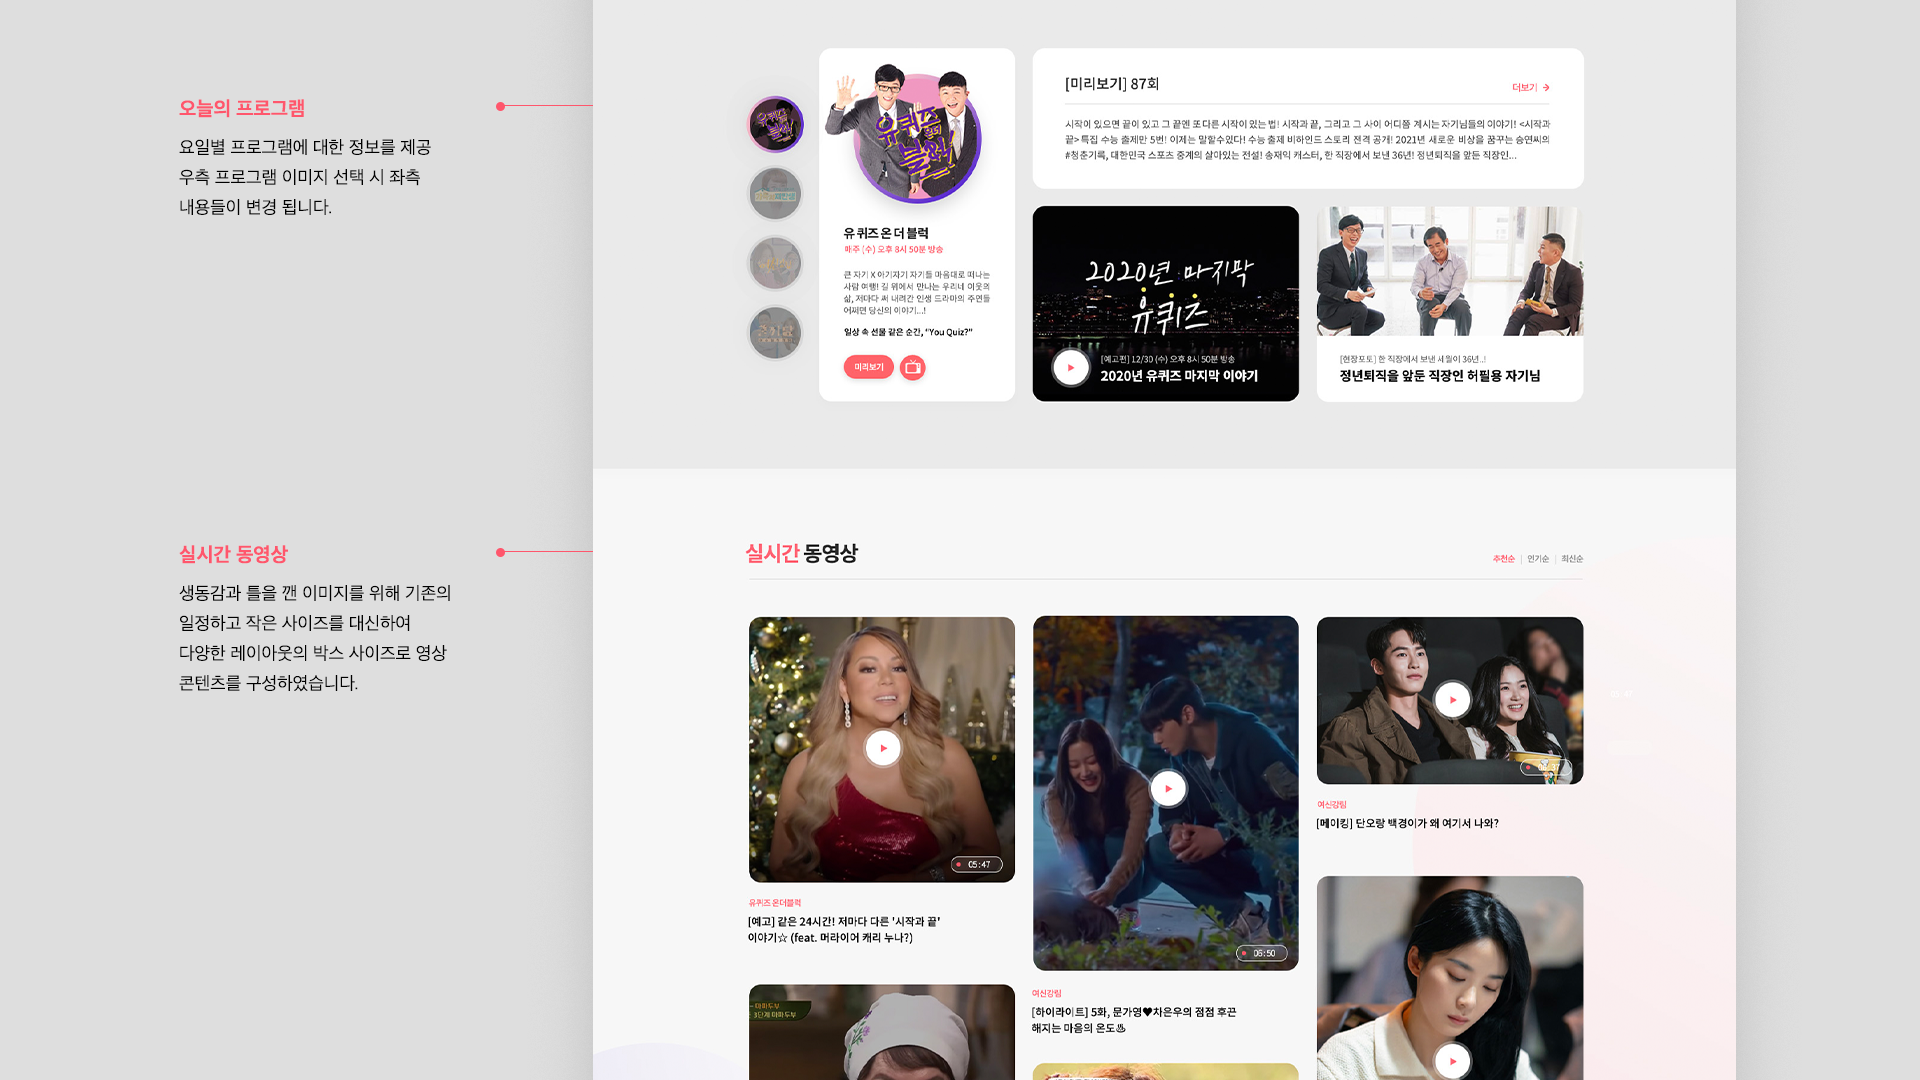 오늘의 프로그램
요일별 프로그램에 대한 정보를 제공
우측 프로그램 이미지 선택 시 좌측
내용들이 변경 됩니다.
유퀴즈
온더
블럭!
유 퀴즈 온 더 블럭
매주 (수) 오후 8시 50분 방송
큰 자기 X 아기자기 자기들 마음대로 떠나는
사람 여행! 길 위에서 만나는 우리네 이웃의
삶, 저마다 써 내려간 인생 드라마의 주연들
어쩌면 당신의 이야기...!
일상 속 선물 같은 순간, "You Quiz?"
미리보기
[미리보기] 87회
더보기
시작이 있으면 끝이 있고 그 끝엔 또다른 시작이 있는 법! 시작과 끝, 그리고 그 사이 어디쯤 계시는 자기님들의 이야기! <시작과
끝> 특집 수능 출제만 5번! 이제는 말할수있다! 수능 출제 비하인드 스토리 전격 공개! 2021년 새로운 비상을 꿈꾸는 승연씨의
#청춘기록, 대한민국 스포츠 중계의 살아있는 전설! 송재익 캐스터, 한 직장에서 보낸 36년! 정년퇴직을 앞둔 직장인...
2020년 마지막
유퀴즈
[예고편] 12/30 (수) 오후 8시 50분 방송
2020년 유퀴즈 마지막 이야기
[현장포토] 한 직장에서 보낸 세월이 36년..!
정년퇴직을 앞둔 직장인 허필용 자기님
실시간 동영상
생동감과 틀을 깬 이미지를 위해 기존의
일정하고 작은 사이즈를 대신하여
다양한 레이아웃의 박스 사이즈로 영상
콘텐츠를 구성하였습니다.
실시간 동영상
추천순 | 인기순 | 최신순
05:47
유퀴즈 온더블럭
[예고] 같은 24시간! 저마다 다른 '시작과 끝'
이야기☆ (feat. 머라이어 캐리 누나?)
마파두부
3단계 마파두부
06:50
여신강림
[하이라이트] 5화, 문가영♥차은우의 점점 후끈
해지는 마음의 온도♨
여신강림
[메이킹] 단오랑 백경이가 왜 여기서 나와?